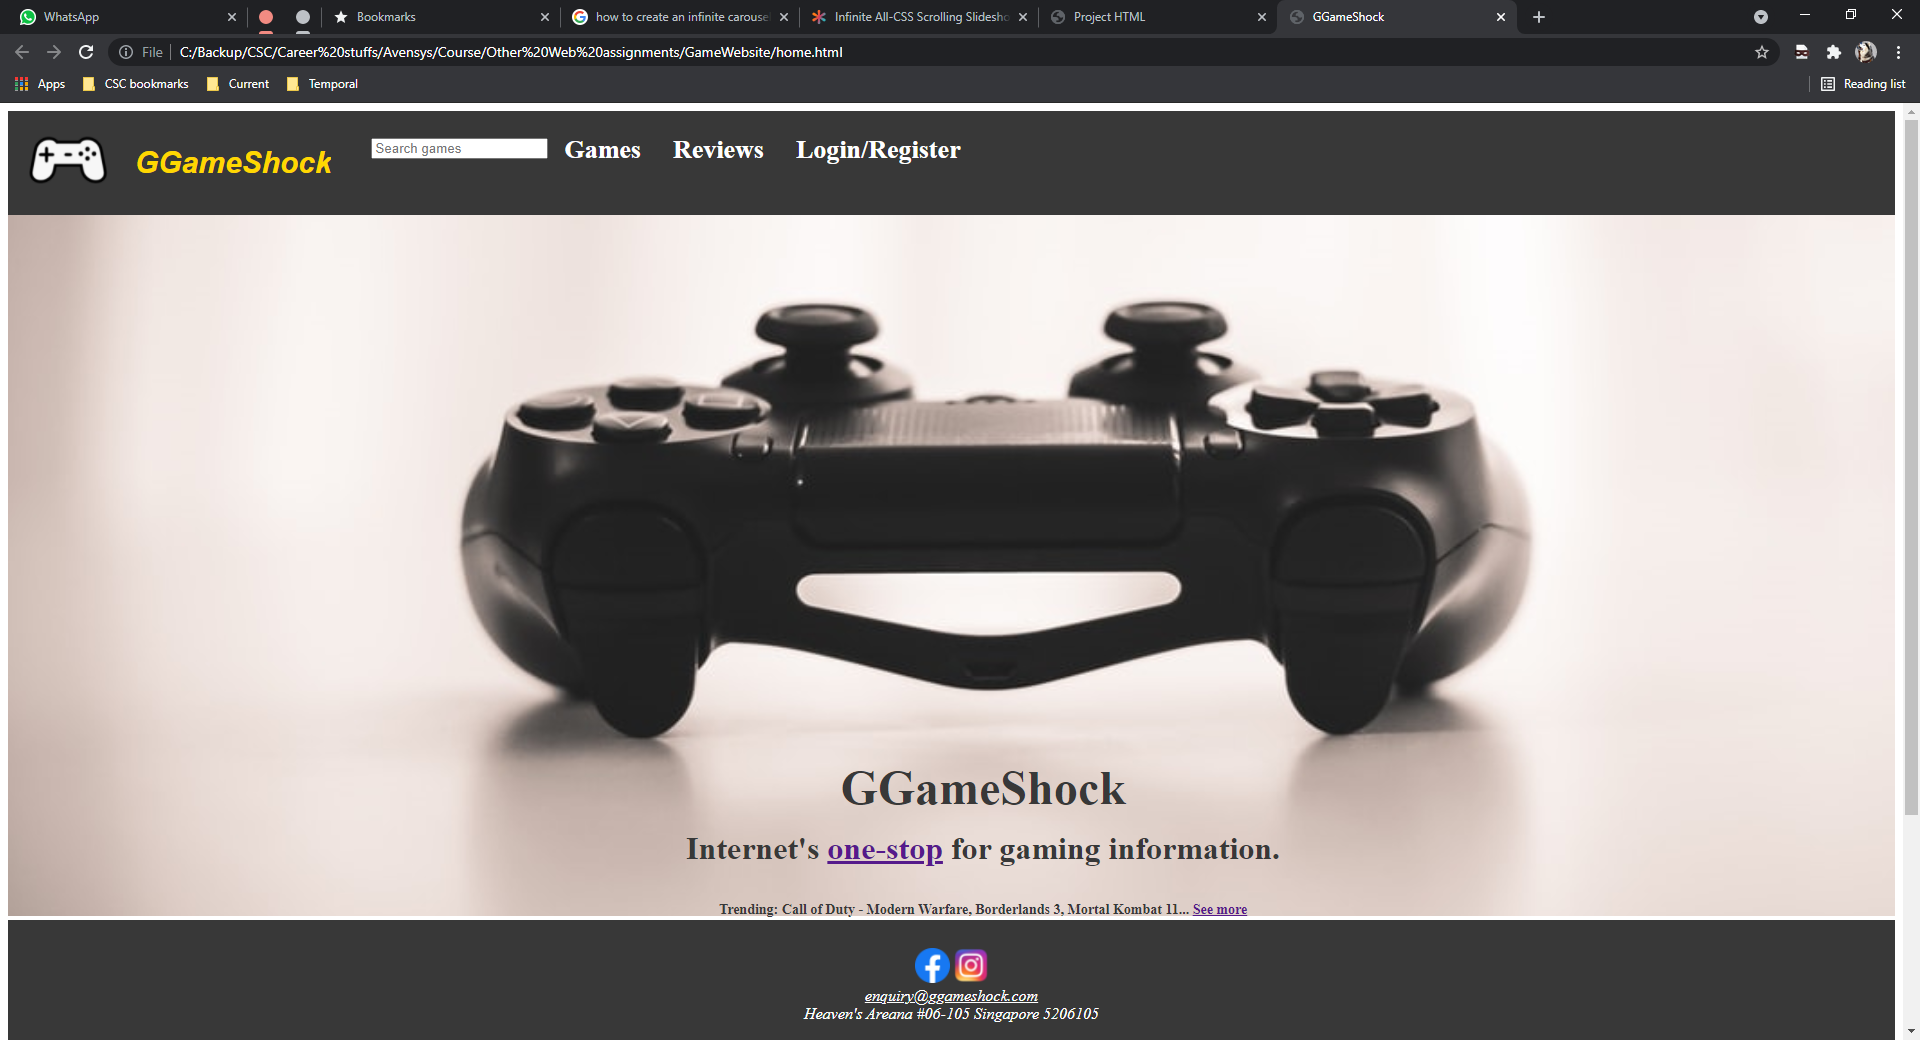 WhatsApp
Bookmarks
how to create an infinite carouse
Infinite All-CSS Scrolling Slidesho
Project HTML
GGameShock
File
C:/Backup/CSC/Career%20stuffs/Avensys/Course/Other%20Web%20assignments/GameWebsite/home.html
Apps
CSC bookmarks
Current
Temporal
Reading list
GGameShock
Search games
Games
Reviews
Login/Register
GGameShock
Internet's one-stop for gaming information.
Trending: Call of Duty - Modern Warfare, Borderlands 3, Mortal Kombat 11... See more
enquiry@ggameshock.com
Heaven's Areana #06-105 Singapore 5206105